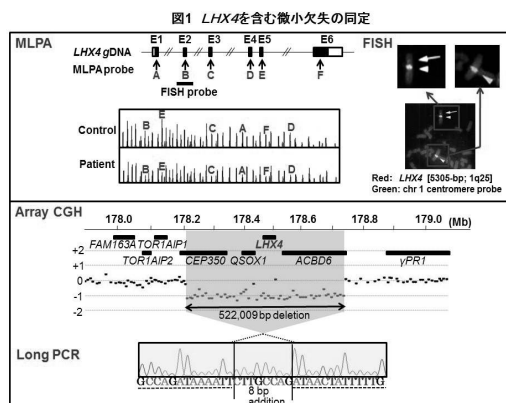 図1 LHX4を含む微小欠失の同定
MLPA
FISH
E1 E2 E3 E4 E5 E6
LHX4 gDNA
MLPA probe
A B C D E F
FISH probe
Control
B E C A F D
Patient
B E C A F D
Red: LHX4 [5305-bp; 1q25]
Green: chr 1 centromere probe
Array CGH
178.0 178.2 178.4 178.6 178.8 179.0 (Mb)
FAM163A TOR1AIP1 LHX4
TOR1AIP2 CEP350 QSOX1 ACBD6 γPR1
+2
+1
0
-1
-2
522,009 bp deletion
Long PCR
GCCAGATAAAATTCTTGCCAGATAACTATTTTTG
8 bp
addition